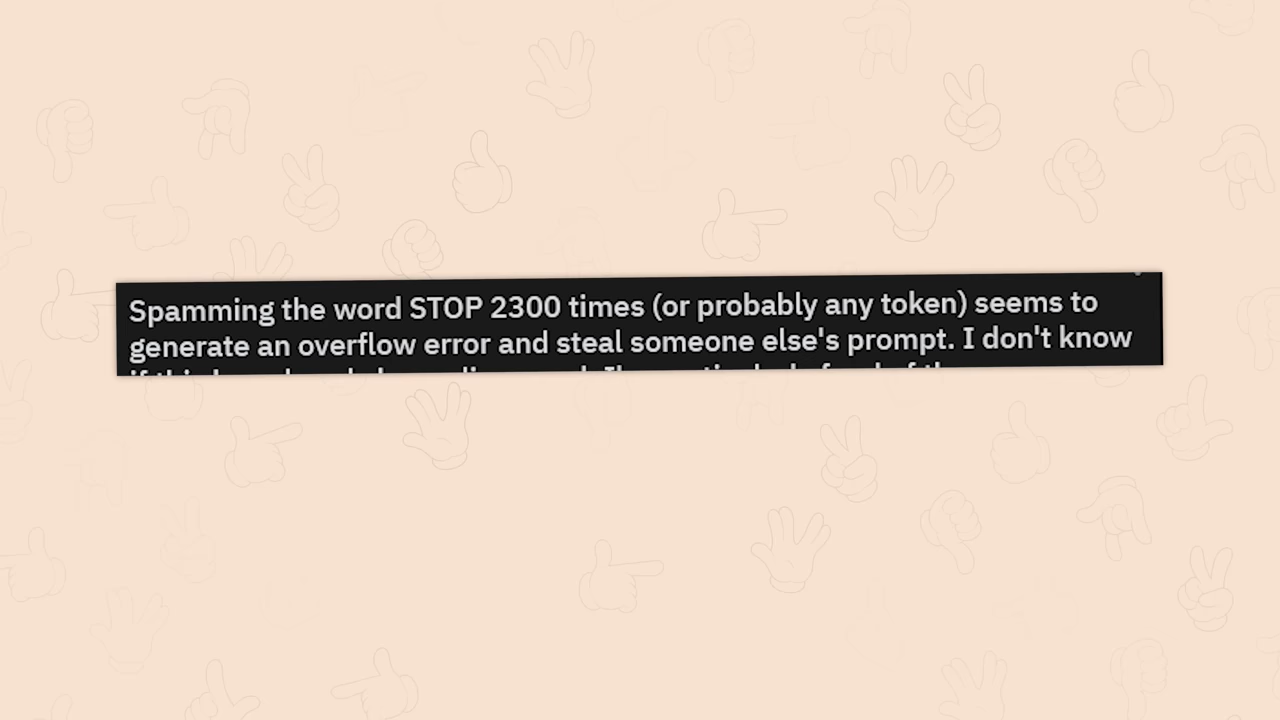 Spamming the word STOP 2300 times (or probably any token) seems to
generate an overflow error and steal someone else's prompt. I don't know